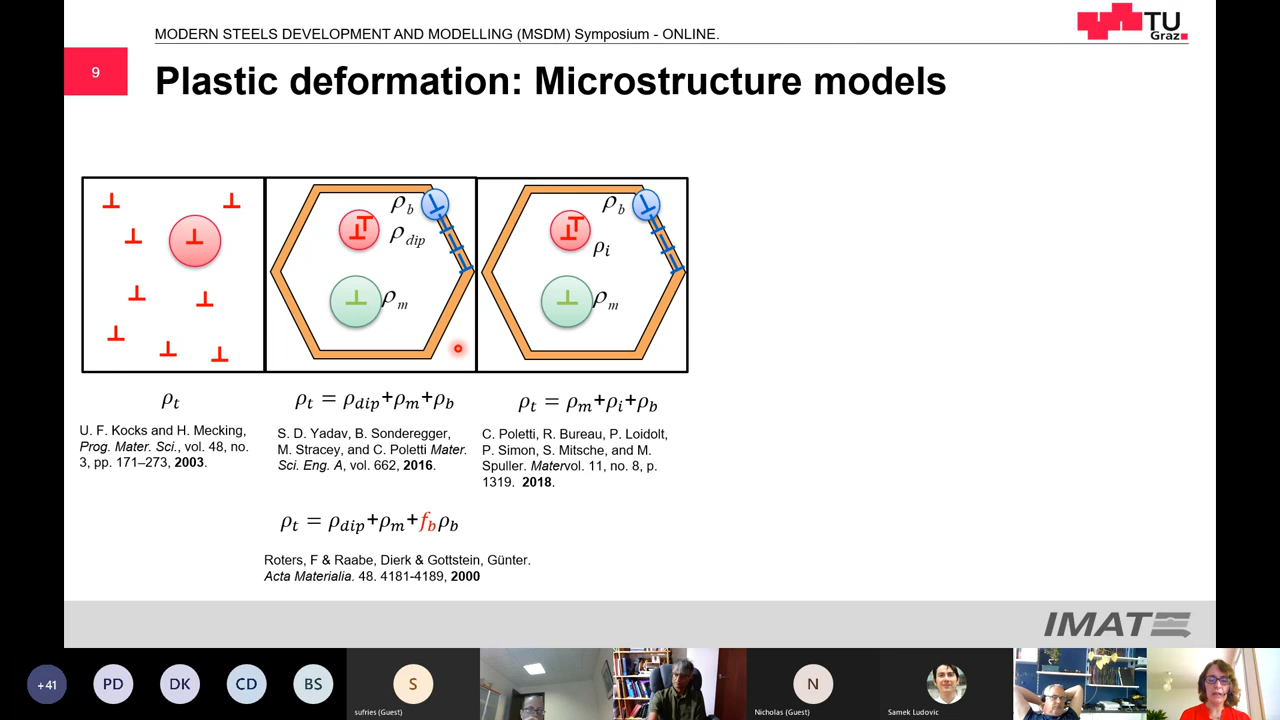 MODERN STEELS DEVELOPMENT AND MODELLING (MSDM) Symposium - ONLINE.
TU
Graz
9
Plastic deformation: Microstructure models
ρb
ρdip
ρm
ρb
ρi
ρm
ρt
U. F. Kocks and H. Mecking,
Prog. Mater. Sci., vol. 48, no.
3, pp. 171–273, 2003.
ρt = ρdip+ρm+ρb
S. D. Yadav, B. Sonderegger,
M. Stracey, and C. Poletti Mater.
Sci. Eng. A, vol. 662, 2016.
ρt = ρm+ρi+ρb
C. Poletti, R. Bureau, P. Loidolt,
P. Simon, S. Mitsche, and M.
Spuller. Matervol. 11, no. 8, p.
1319. 2018.
ρt = ρdip+ρm+fbρb
Roters, F & Raabe, Dierk & Gottstein, Günter.
Acta Materialia. 48. 4181-4189, 2000
IMAT
+41
PD
DK
CD
BS
S
sufries (Guest)
N
Nicholas (Guest)
Samek Ludovic